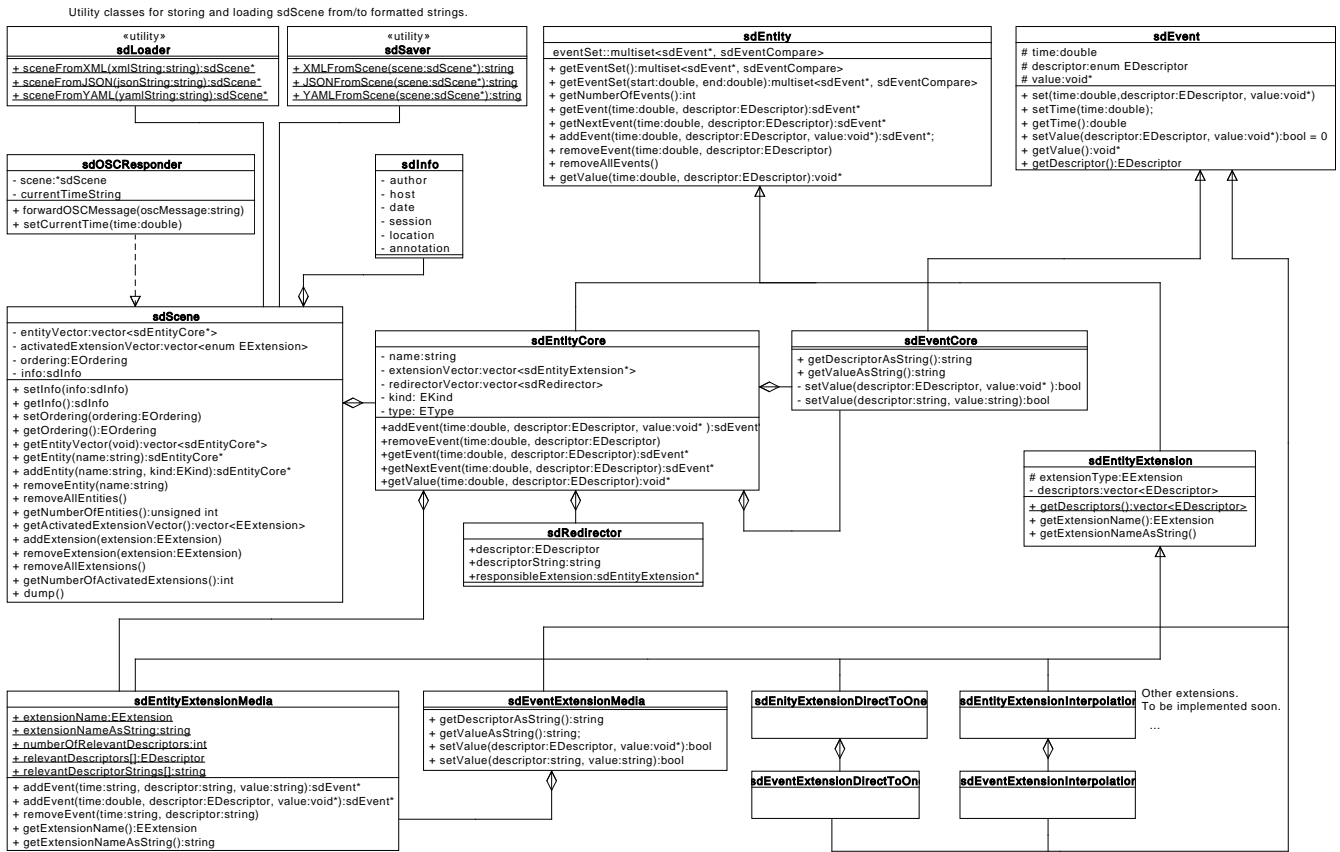 Utility classes for storing and loading sdScene from/to formatted strings.
«utility»
sdLoader
+ sceneFromXML(xmlString:string):sdScene*
+ sceneFromJSON(jsonString:string):sdScene*
+ sceneFromYAML(yamlString:string):sdScene*
«utility»
sdSaver
+ XMLFromScene(scene:sdScene*):string
+ JSONFromScene(scene:sdScene*):string
+ YAMLFromScene(scene:sdScene*):string
sdEntity
eventSet::multiset<sdEvent*, sdEventCompare>
+ getEventSet():multiset<sdEvent*, sdEventCompare>
+ getEventSet(start:double, end:double):multiset<sdEvent*, sdEventCompare>
+ getNumberOfEvents():int
+ getEvent(time:double, descriptor:EDescriptor):sdEvent*
+ getNextEvent(time:double, descriptor:EDescriptor):sdEvent*
+ addEvent(time:double, descriptor:EDescriptor, value:void*):sdEvent*;
+ removeEvent(time:double, descriptor:EDescriptor)
+ removeAllEvents()
+ getValue(time:double, descriptor:EDescriptor):void*
sdEvent
# time:double
# descriptor:enum EDescriptor
# value:void*
+ set(time:double,descriptor:EDescriptor, value:void*)
+ setTime(time:double);
+ getTime():double
+ setValue(descriptor:EDescriptor, value:void*):bool = 0
+ getValue():void*
+ getDescriptor():EDescriptor
sdOSCResponder
- scene:*sdScene
- currentTimeString
+ forwardOSCMessage(oscMessage:string)
+ setCurrentTime(time:double)
sdInfo
- author
- host
- date
- session
- location
- annotation
sdScene
- entityVector:vector<sdEntityCore*>
- activatedExtensionVector:vector<enum EExtension>
- ordering:EOrdering
- info:sdInfo
+ setInfo(info:sdInfo)
+ getInfo():sdInfo
+ setOrdering(ordering:EOrdering)
+ getOrdering():EOrdering
+ getEntityVector(void):vector<sdEntityCore*>
+ getEntity(name:string):sdEntityCore*
+ addEntity(name:string, kind:EKind):sdEntityCore*
+ removeEntity(name:string)
+ removeAllEntities()
+ getNumberOfEntities():unsigned int
+ getActivatedExtensionVector():vector<EExtension>
+ addExtension(extension:EExtension)
+ removeExtension(extension:EExtension)
+ removeAllExtensions()
+ getNumberOfActivatedExtensions():int
+ dump()
sdEntityCore
- name:string
- extensionVector:vector<sdEntityExtension*>
- redirectorVector:vector<sdRedirector>
- kind: EKind
- type: EType
+addEvent(time:double, descriptor:EDescriptor, value:void* ):sdEvent*
+removeEvent(time:double, descriptor:EDescriptor)
+getEvent(time:double, descriptor:EDescriptor):sdEvent*
+getNextEvent(time:double, descriptor:EDescriptor):sdEvent*
+getValue(time:double, descriptor:EDescriptor):void*
sdEventCore
+ getDescriptorAsString():string
+ getValueAsString():string
- setValue(descriptor:EDescriptor, value:void* ):bool
- setValue(descriptor:string, value:string):bool
sdEntityExtension
# extensionType:EExtension
- descriptors:vector<EDescriptor>
+ getDescriptors():vector<EDescriptor>
+ getExtensionName():EExtension
+ getExtensionNameAsString()
sdRedirector
+descriptor:EDescriptor
+descriptorString:string
+responsibleExtension:sdEntityExtension*
sdEntityExtensionMedia
+ extensionName:EExtension
+ extensionNameAsString:string
+ numberOfRelevantDescriptors:int
+ relevantDescriptors[]:EDescriptor
+ relevantDescriptorStrings[]:string
+ addEvent(time:string, descriptor:string, value:string):sdEvent*
+ addEvent(time:double, descriptor:EDescriptor, value:void*):sdEvent*
+ removeEvent(time:string, descriptor:string)
+ getExtensionName():EExtension
+ getExtensionNameAsString():string
sdEventExtensionMedia
+ getDescriptorAsString():string
+ getValueAsString():string;
+ setValue(descriptor:EDescriptor, value:void*):bool
+ setValue(descriptor:string, value:string):bool
sdEnityExtensionDirectToOne
sdEventExtensionDirectToOne
sdEntityExtensionInterpolation
sdEventExtensionInterpolation
Other extensions.
To be implemented soon.
...